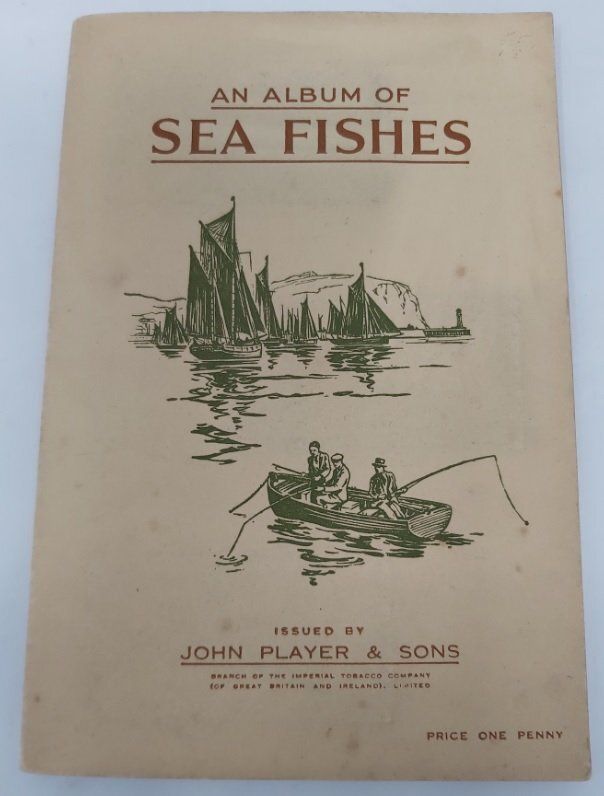 AN ALBUM OF
SEA FISHES
ISSUED BY
JOHN PLAYER & SONS
BRANCH OF THE IMPERIAL TOBACCO COMPANY
(OF GREAT BRITAIN AND IRELAND), LIMITED
PRICE ONE PENNY